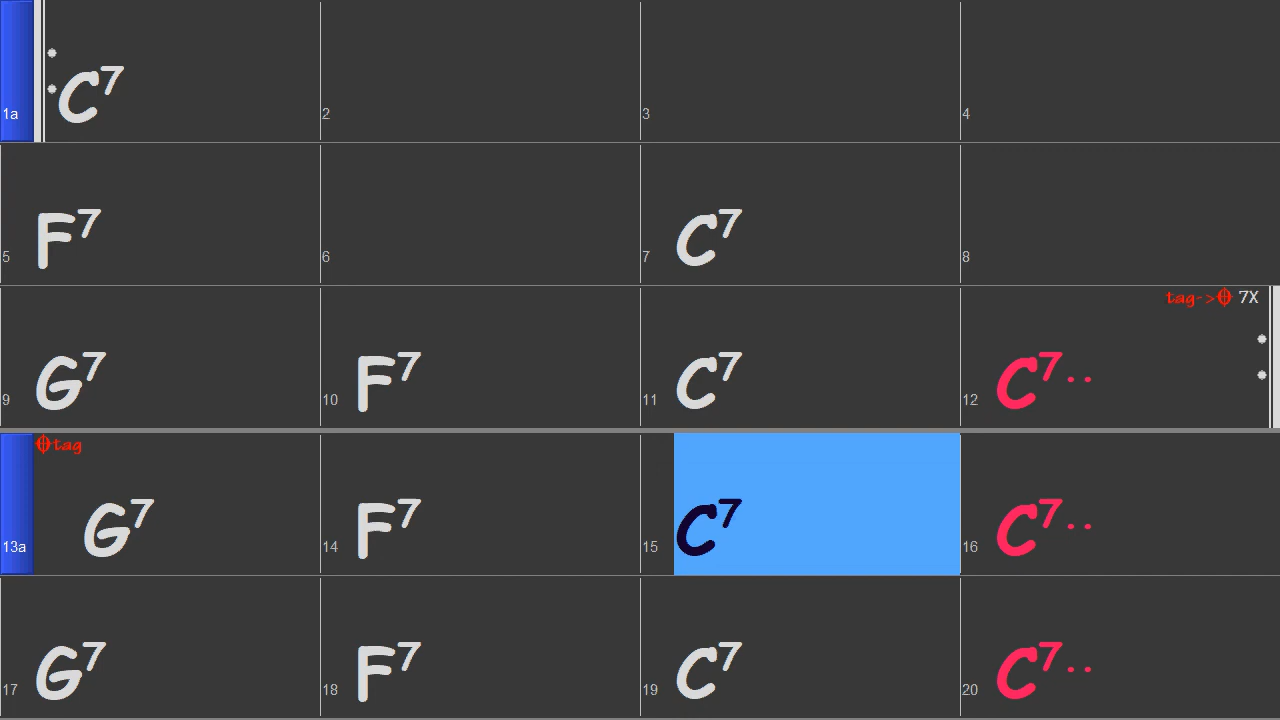 1a C7 2 3 4
5 F7 6 7 C7 8
tag->𝄌 7X
9 G7 10 F7 11 C7 12 C7..
𝄌tag
13a G7 14 F7 15 C7 16 C7..
17 G7 18 F7 19 C7 20 C7..